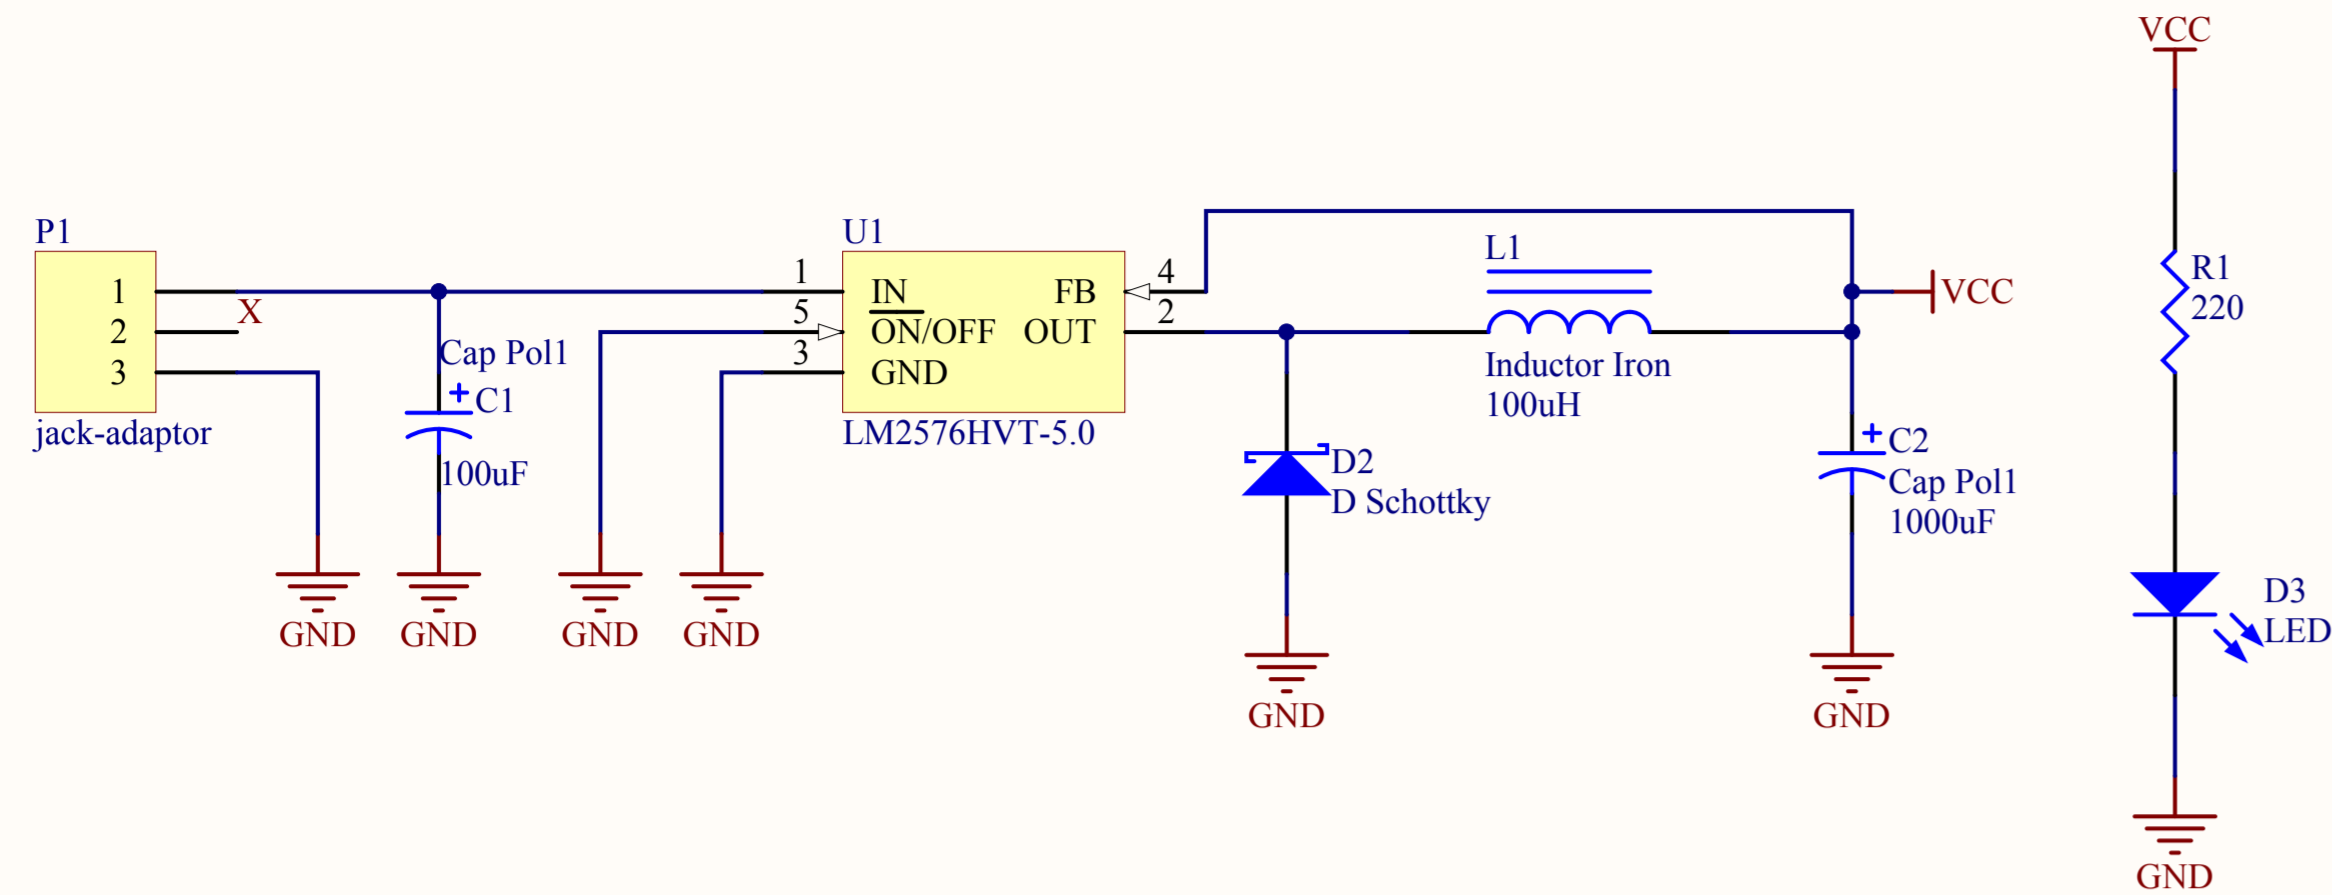 VCC
P1
1
2
3
X
jack-adaptor
Cap Pol1
C1
100uF
U1
1
5
3
IN
ON/OFF
GND
FB
OUT
4
2
LM2576HVT-5.0
L1
Inductor Iron
100uH
VCC
D2
D Schottky
C2
Cap Pol1
1000uF
R1
220
D3
LED
GND
GND
GND
GND
GND
GND
GND